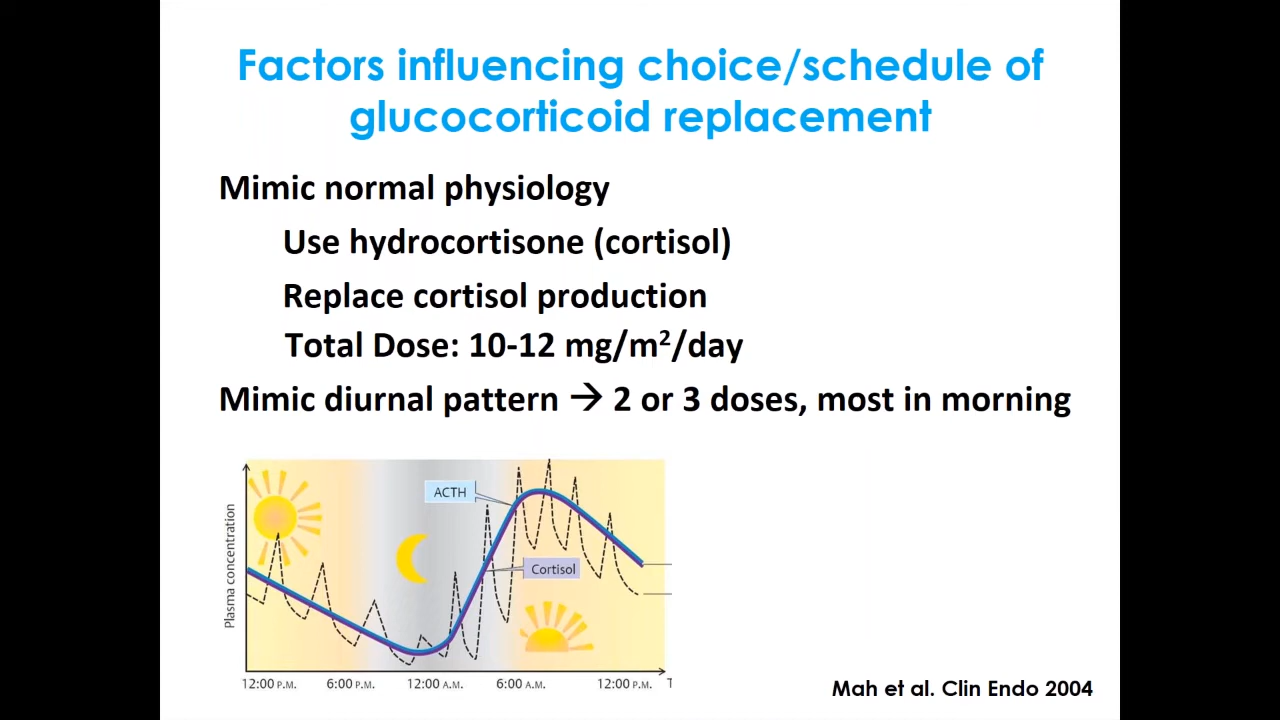 Factors influencing choice/schedule of
glucocorticoid replacement
Mimic normal physiology
Use hydrocortisone (cortisol)
Replace cortisol production
Total Dose: 10-12 mg/m²/day
Mimic diurnal pattern → 2 or 3 doses, most in morning
ACTH
Cortisol
Plasma concentration
12:00 P.M. 6:00 P.M. 12:00 A.M. 6:00 A.M. 12:00 P.M.
Mah et al. Clin Endo 2004